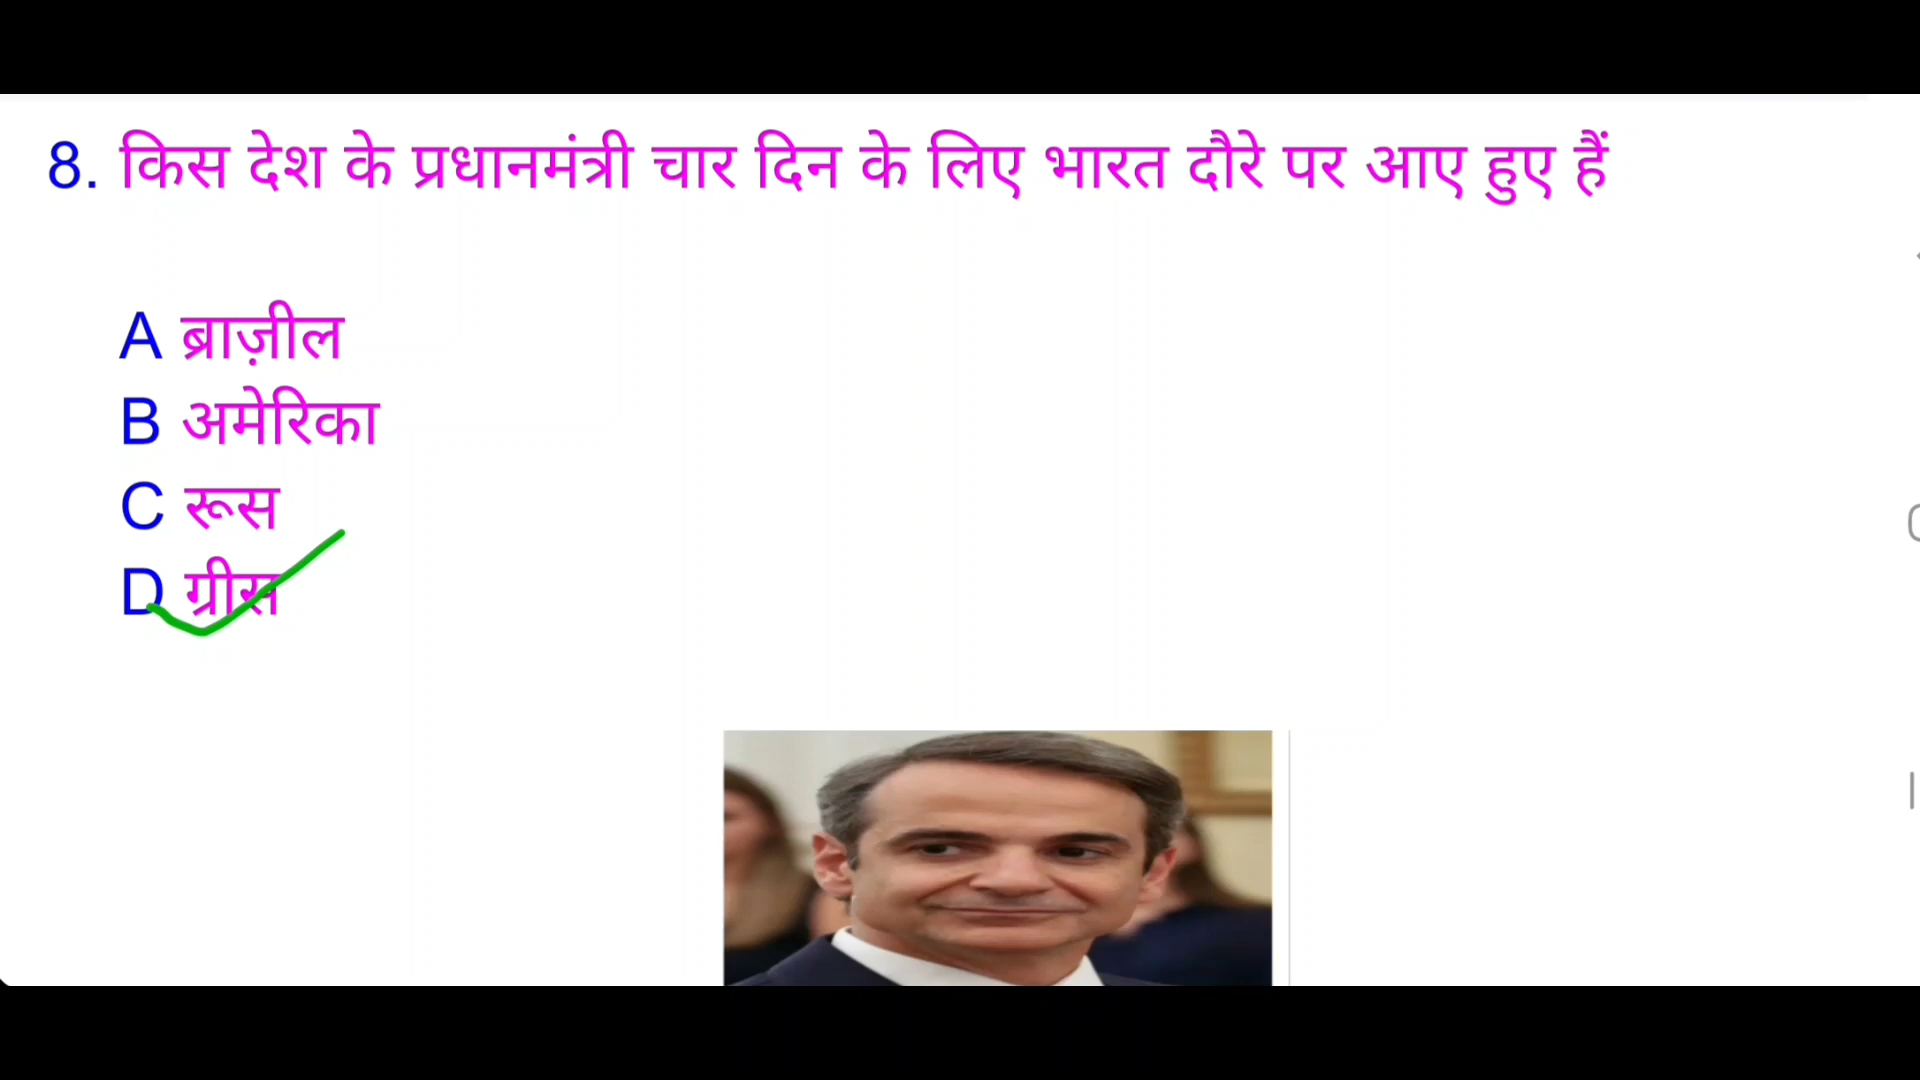 8. किस देश के प्रधानमंत्री चार दिन के लिए भारत दौरे पर आए हुए हैं
A ब्राज़ील
B अमेरिका
C रूस
D ग्रीस